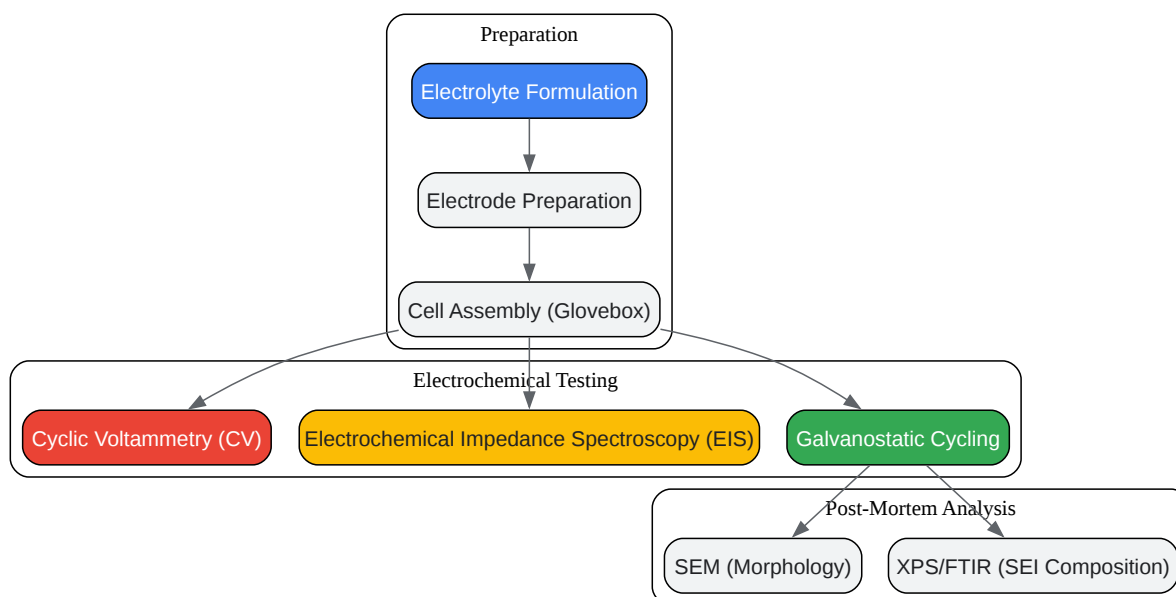 Preparation
Electrolyte Formulation
Electrode Preparation
Cell Assembly (Glovebox)
Electrochemical Testing
Cyclic Voltammetry (CV)
Electrochemical Impedance Spectroscopy (EIS)
Galvanostatic Cycling
Post-Mortem Analysis
SEM (Morphology)
XPS/FTIR (SEI Composition)